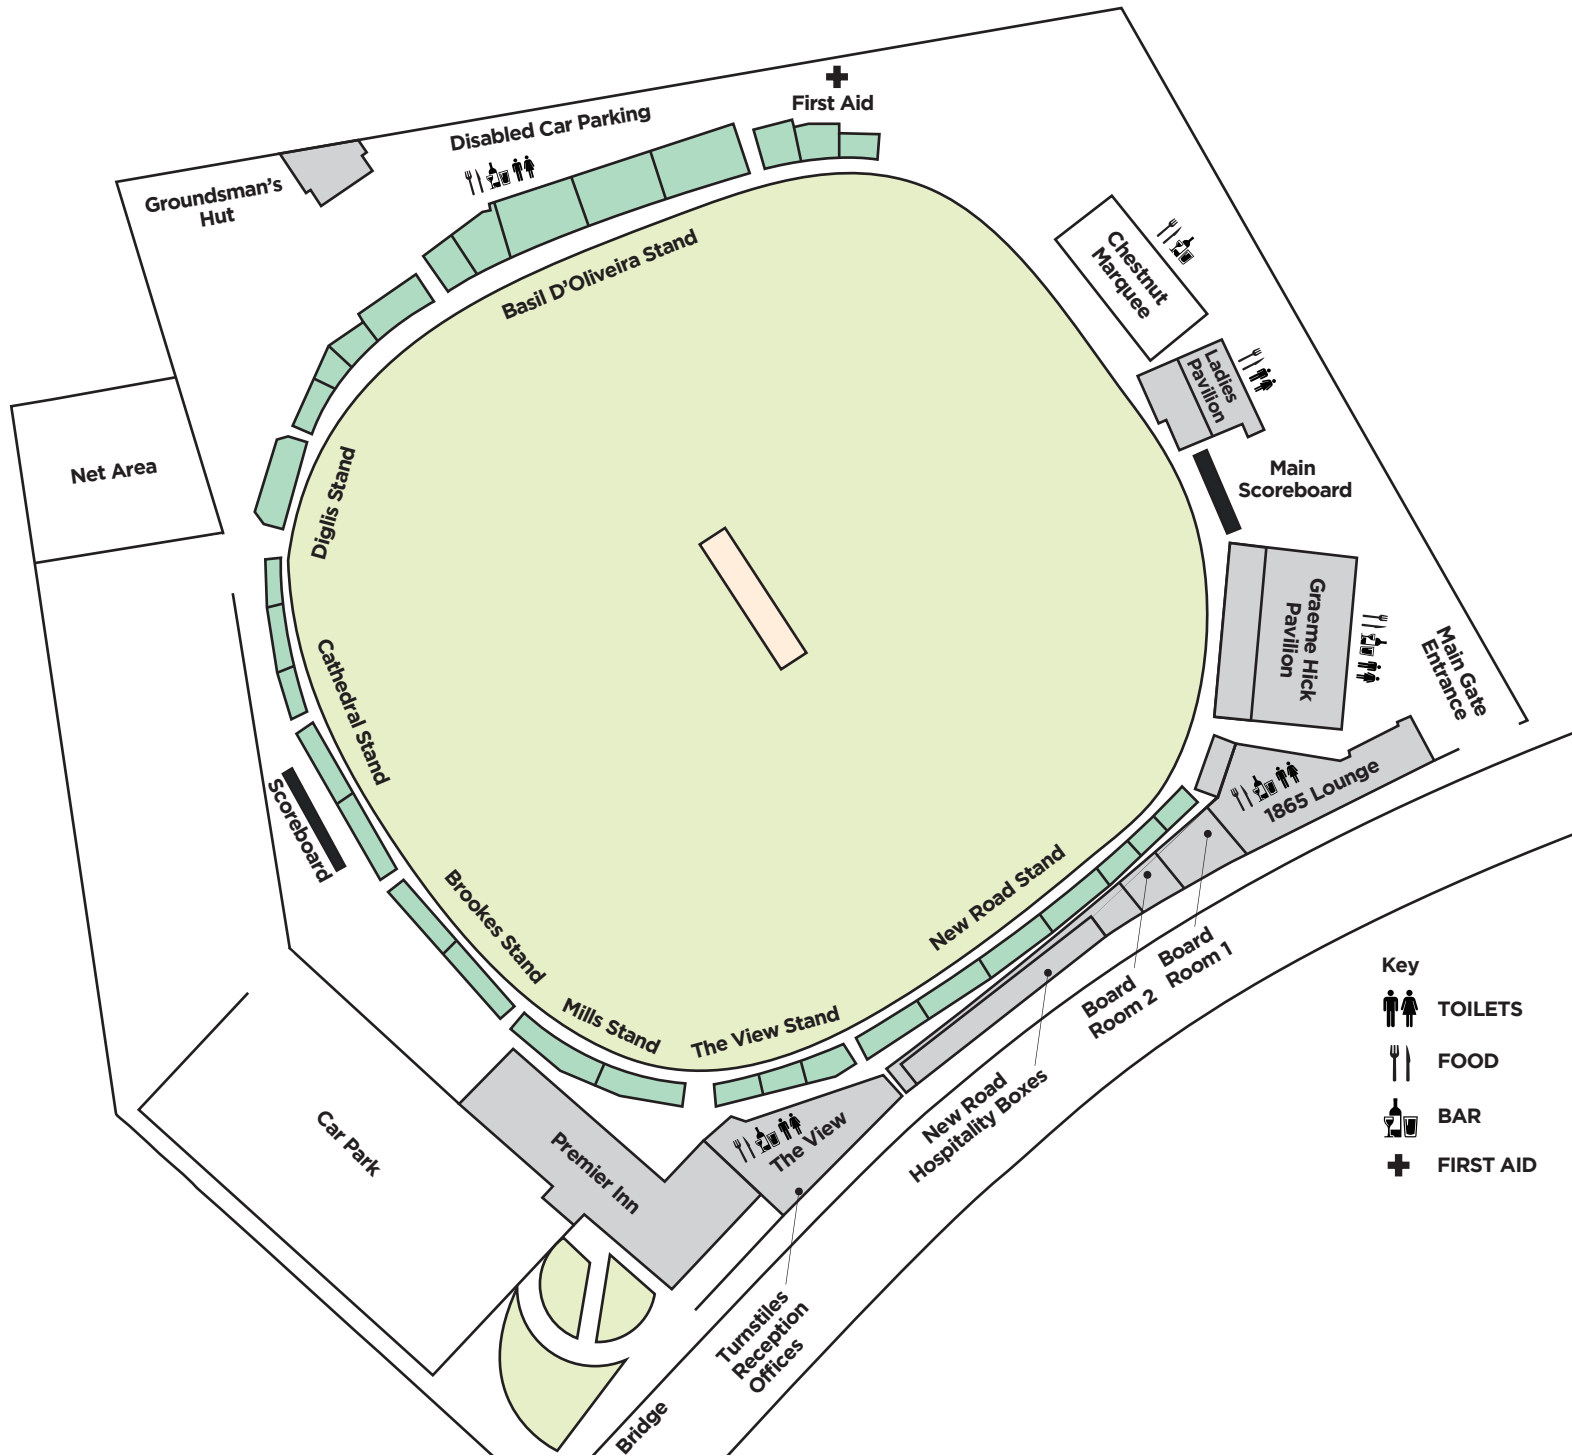 First Aid
Disabled Car Parking
Groundsman's
Hut
Basil D'Oliveira Stand
Chestnut
Marquee
Ladies
Pavilion
Net Area
Main
Scoreboard
Diglis Stand
Graeme Hick
Pavilion
Main Gate
Entrance
Cathedral Stand
Scoreboard
1865 Lounge
New Road Stand
Brookes Stand
Mills Stand
The View Stand
Board
Room 1
Board
Room 2
New Road
Hospitality Boxes
Key
TOILETS
FOOD
BAR
FIRST AID
Car Park
Premier Inn
The View
Turnstiles
Reception
Offices
Bridge